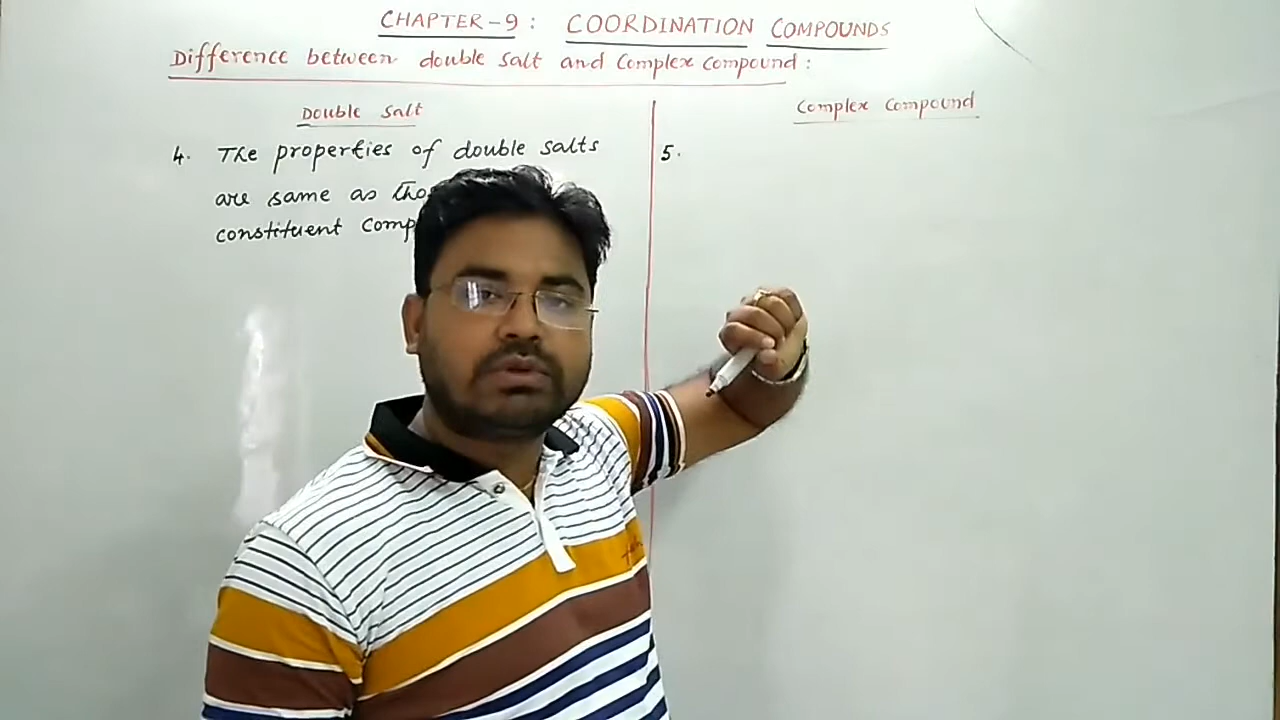 CHAPTER-9: COORDINATION COMPOUNDS
Difference between double salt and Complex compound:
Double Salt
Complex Compound
4. The properties of double salts
are same as
constituent
5.